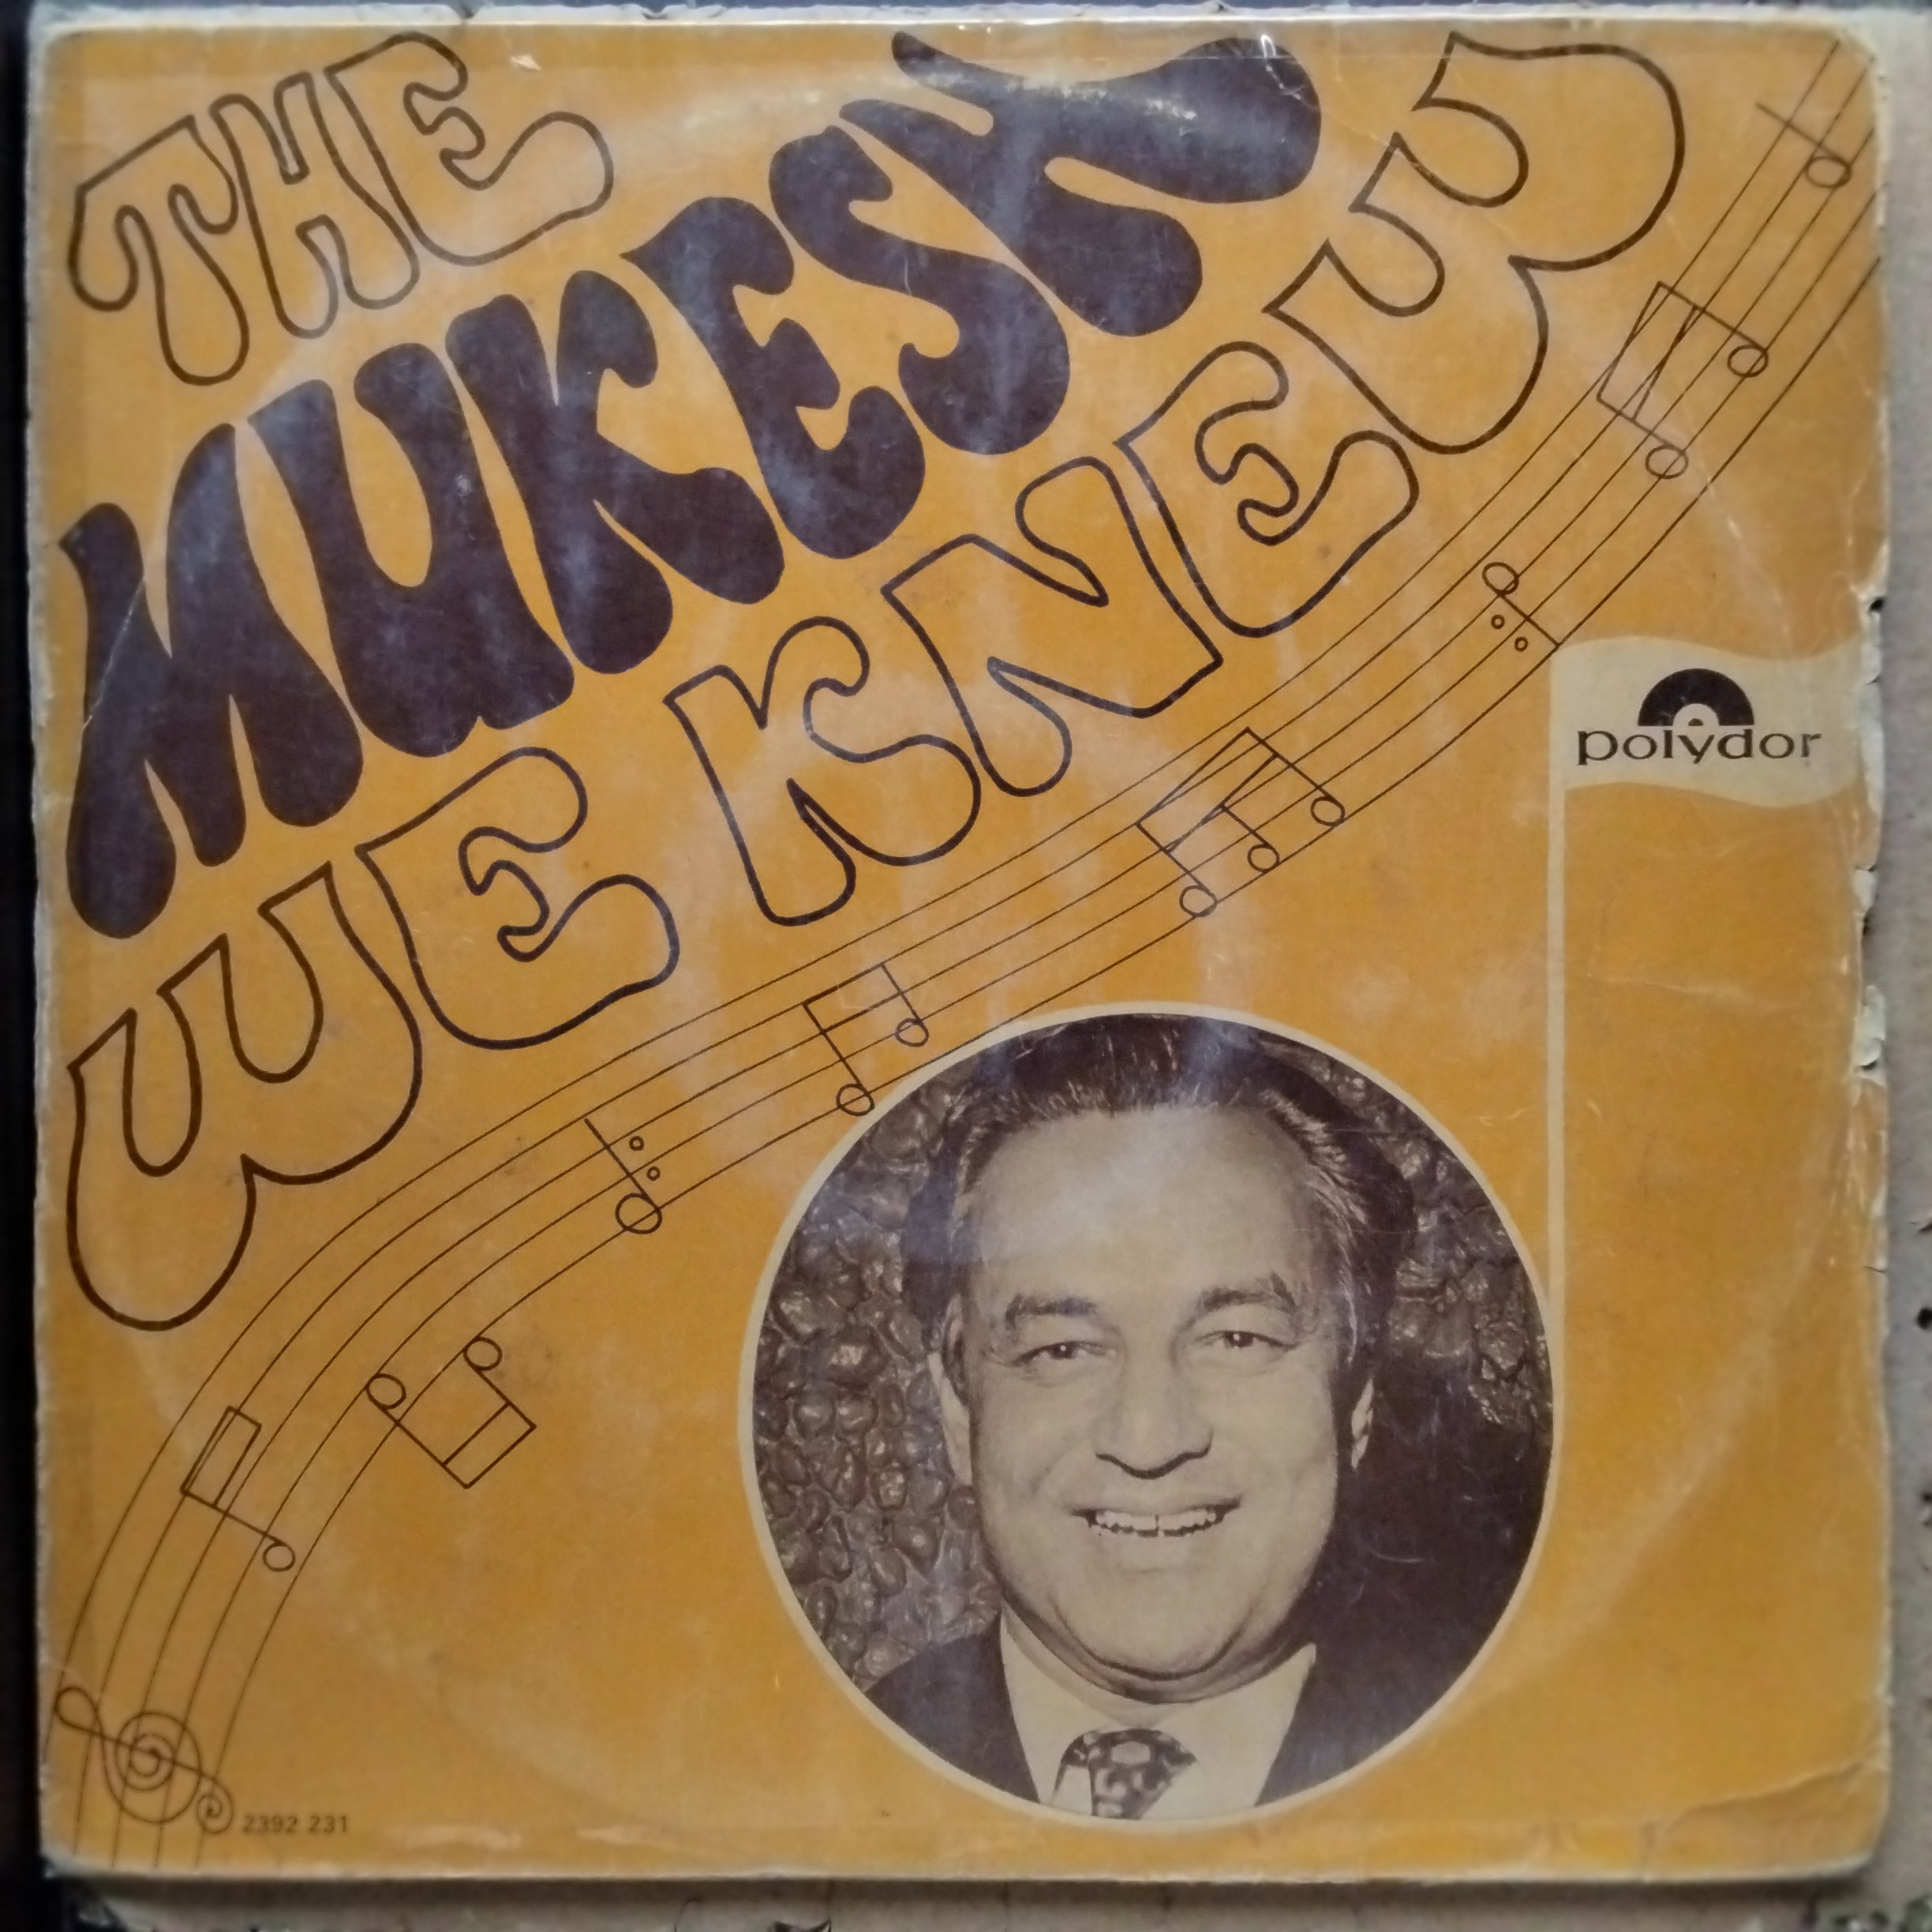 THE
MUKESH
WE KNEW
polydor
2392 231